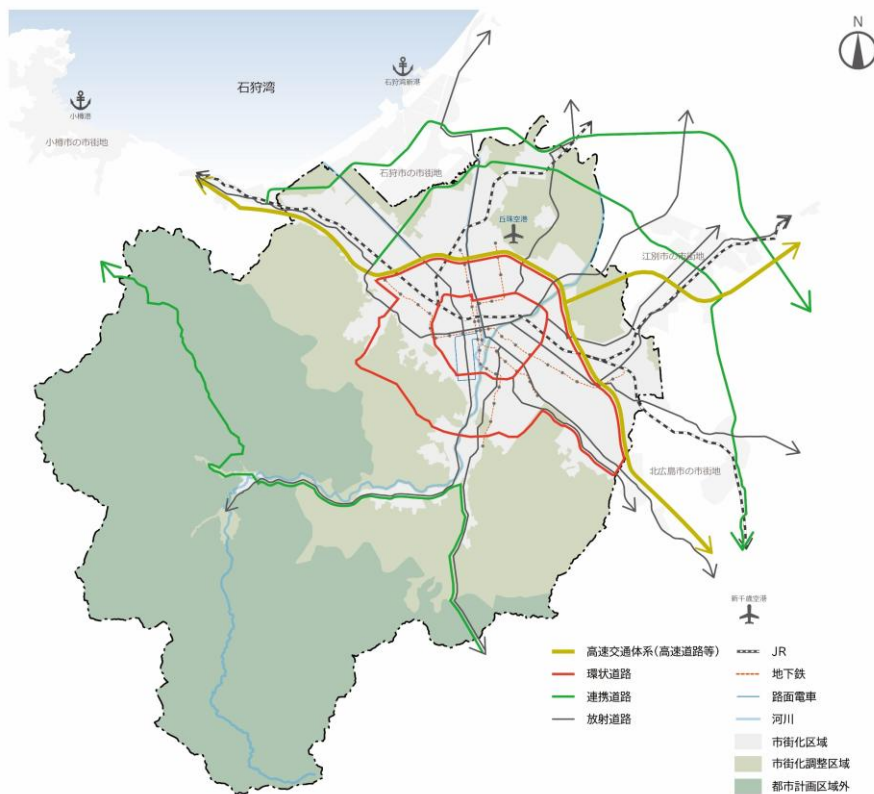 N
石狩湾
石狩湾新港
小樽港
小樽市の市街地
石狩市の市街地
丘珠空港
江別市の市街地
北広島市の市街地
新千歳空港
高速交通体系(高速道路等)
環状道路
連携道路
放射道路
JR
地下鉄
路面電車
河川
市街化区域
市街化調整区域
都市計画区域外